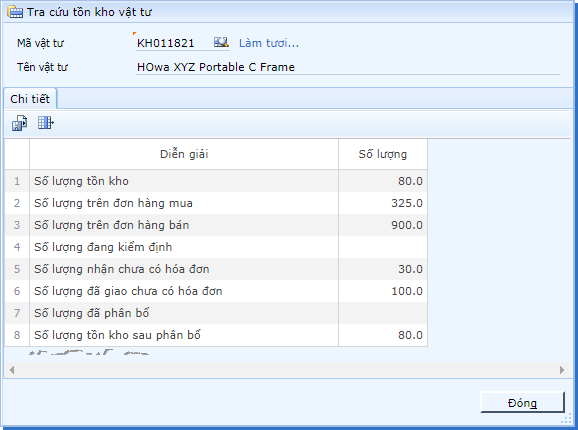 Tra cứu tồn kho vật tư
Mã vật tư KH011821 Làm tươi...
Tên vật tư HOwa XYZ Portable C Frame
Chi tiết
Diễn giải Số lượng
1 Số lượng tồn kho 80.0
2 Số lượng trên đơn hàng mua 325.0
3 Số lượng trên đơn hàng bán 900.0
4 Số lượng đang kiểm định
5 Số lượng nhận chưa có hóa đơn 30.0
6 Số lượng đã giao chưa có hóa đơn 100.0
7 Số lượng đã phân bổ
8 Số lượng tồn kho sau phân bổ 80.0
Đóng